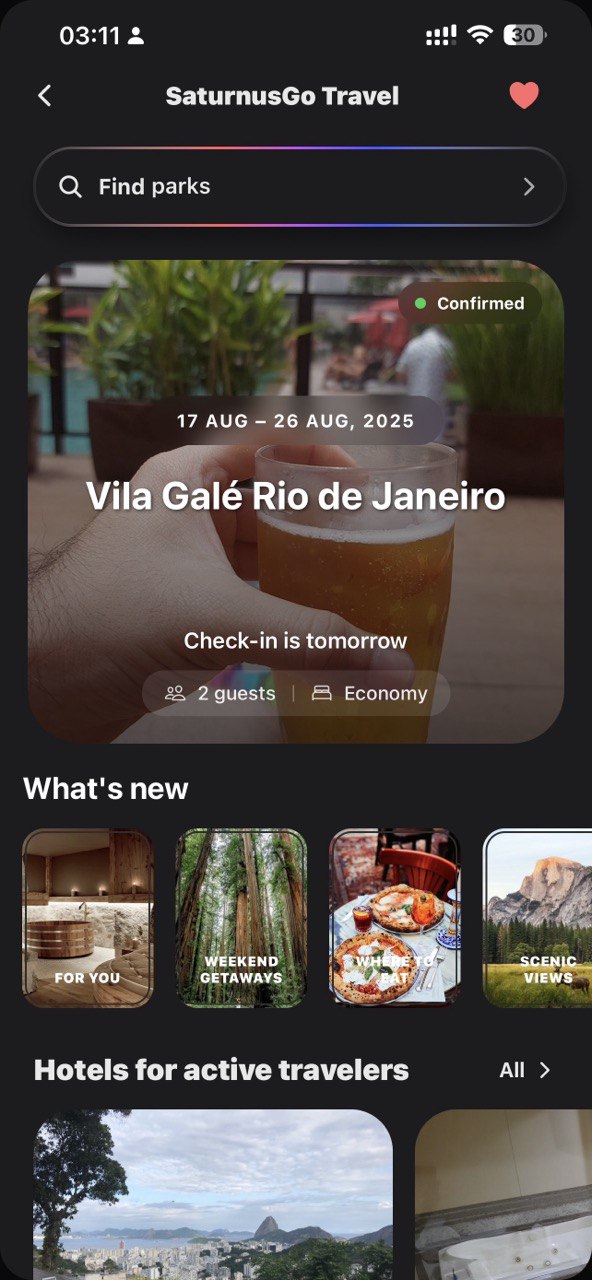 03:11
30
SaturnusGo Travel
Find parks
Confirmed
17 AUG – 26 AUG, 2025
Vila Galé Rio de Janeiro
Check-in is tomorrow
2 guests | Economy
What's new
FOR YOU
WEEKEND
GETAWAYS
WHERE TO
EAT
SCENIC
VIEWS
Hotels for active travelers
All